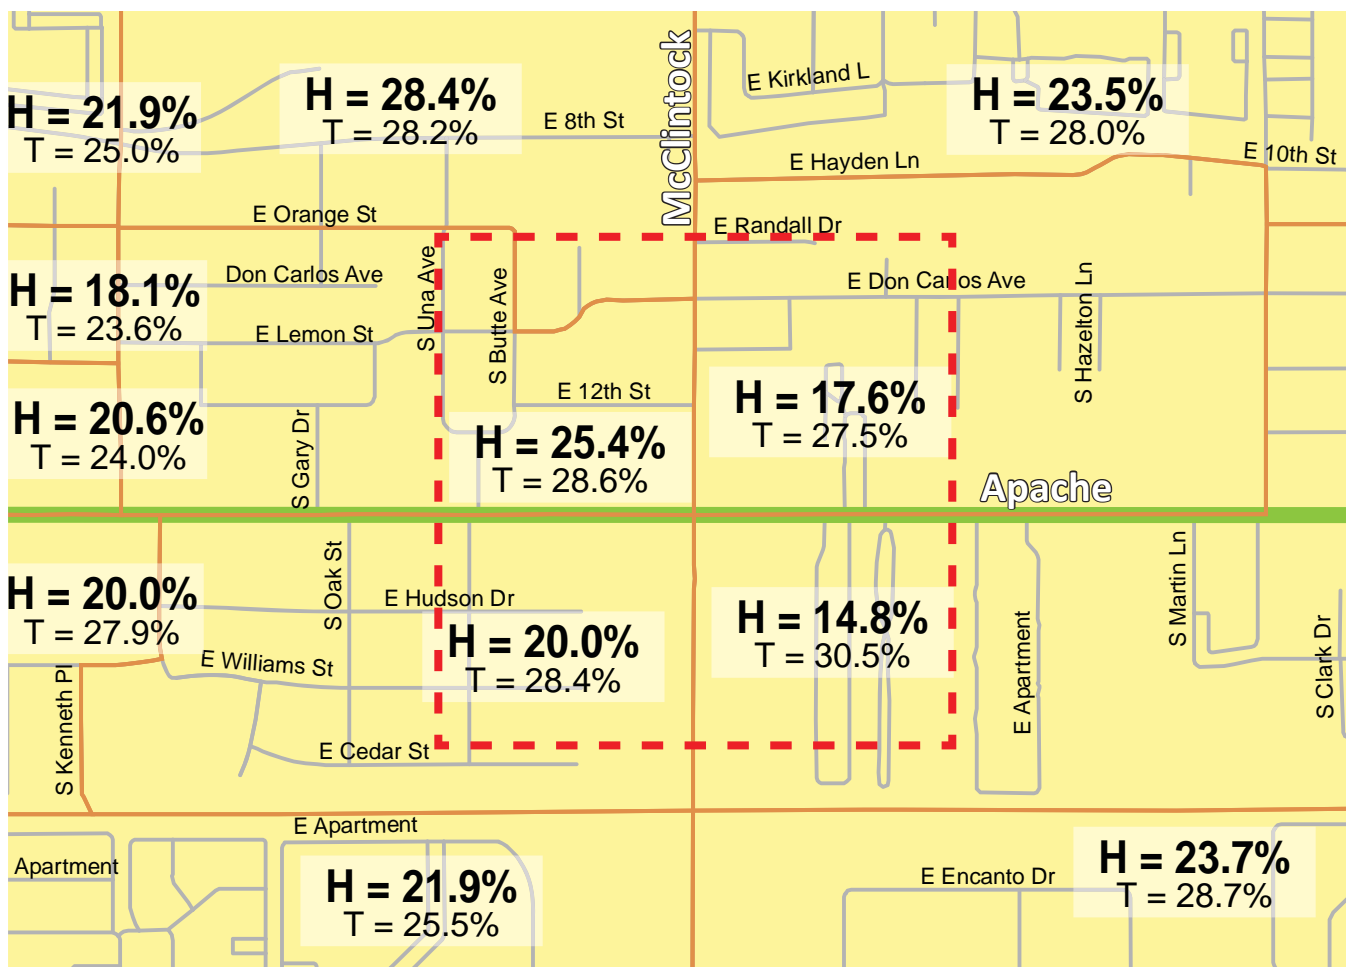 E Kirkland L
McClintock
H = 21.9%
T = 25.0%
H = 28.4%
T = 28.2%
E 8th St
H = 23.5%
T = 28.0%
E Hayden Ln
E 10th St
E Orange St
E Randall Dr
Don Carlos Ave
S Una Ave
S Butte Ave
E Don Carlos Ave
S Hazelton Ln
H = 18.1%
T = 23.6%
E Lemon St
E 12th St
H = 17.6%
T = 27.5%
H = 20.6%
T = 24.0%
S Gary Dr
H = 25.4%
T = 28.6%
Apache
S Oak St
S Martin Ln
H = 20.0%
T = 27.9%
E Hudson Dr
H = 20.0%
T = 28.4%
H = 14.8%
T = 30.5%
E Apartment
S Clark Dr
E Williams St
S Kenneth Pl
E Cedar St
E Apartment
Apartment
H = 21.9%
T = 25.5%
E Encanto Dr
H = 23.7%
T = 28.7%